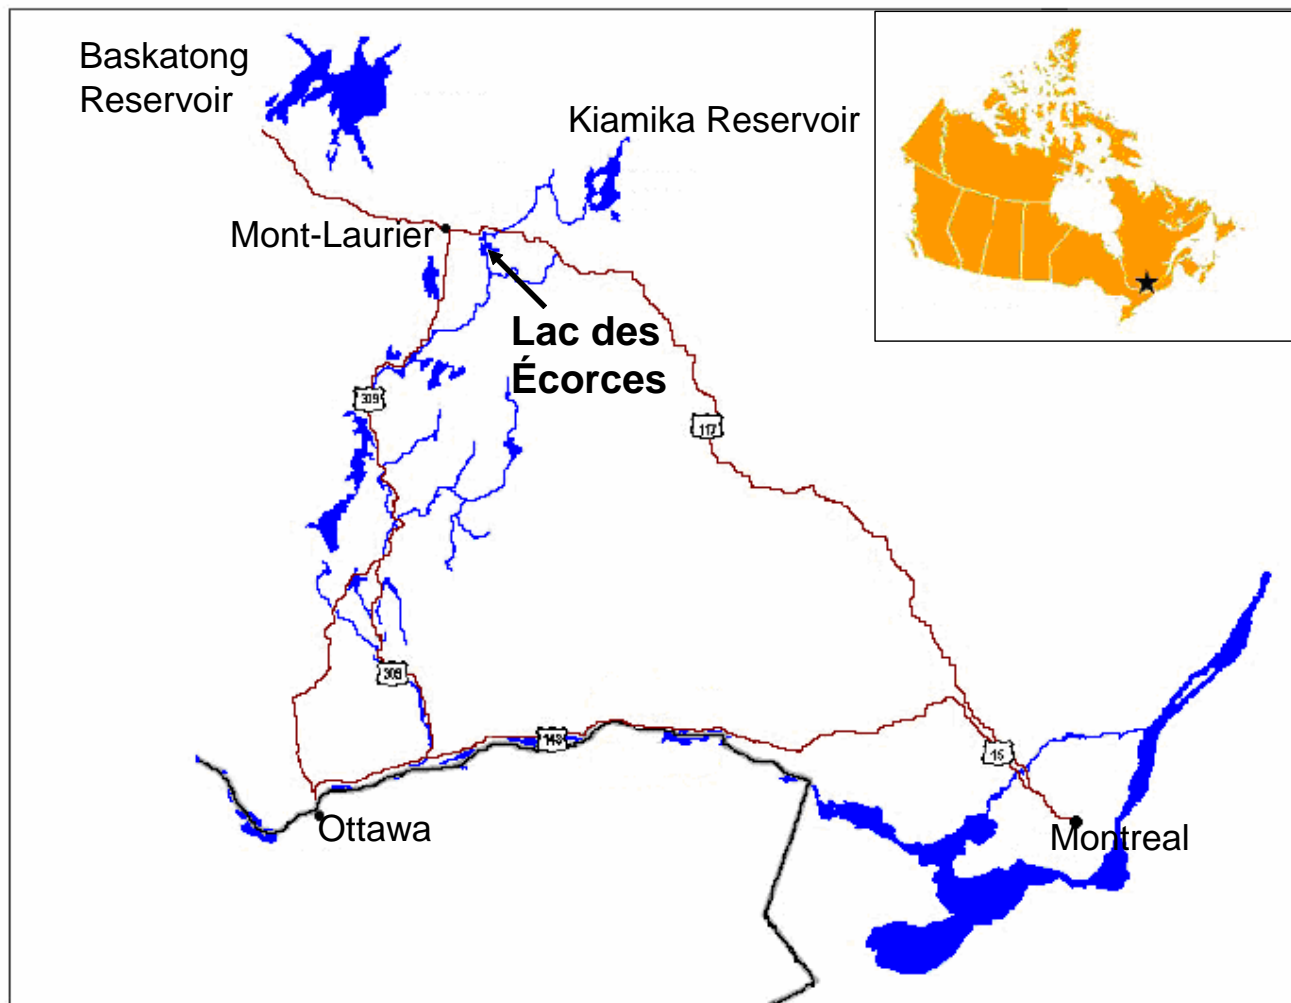 Baskatong
Reservoir
Kiamika Reservoir
Mont-Laurier
Lac des
Écorces
309
117
309
148
15
Ottawa
Montreal